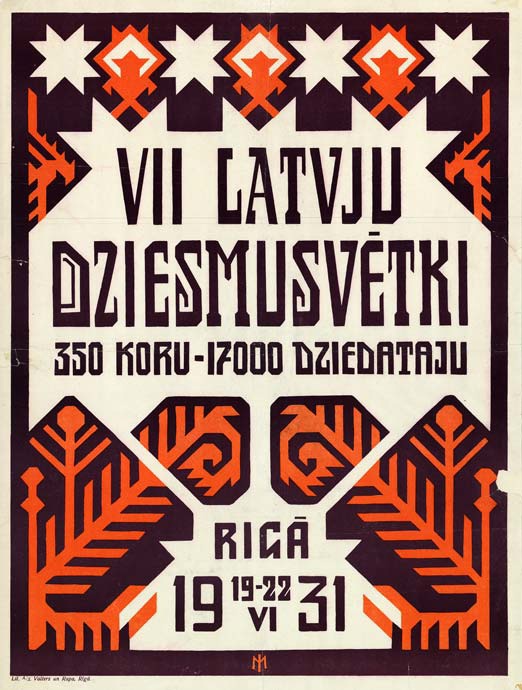 VII LATVJU
DZIESMUSVĒTKI
350 KORU-17000 DZIEDATAJU
RIGĀ
19 19-22 VI 31
Lit. A./S. Valters un Rapa, Rīgā.